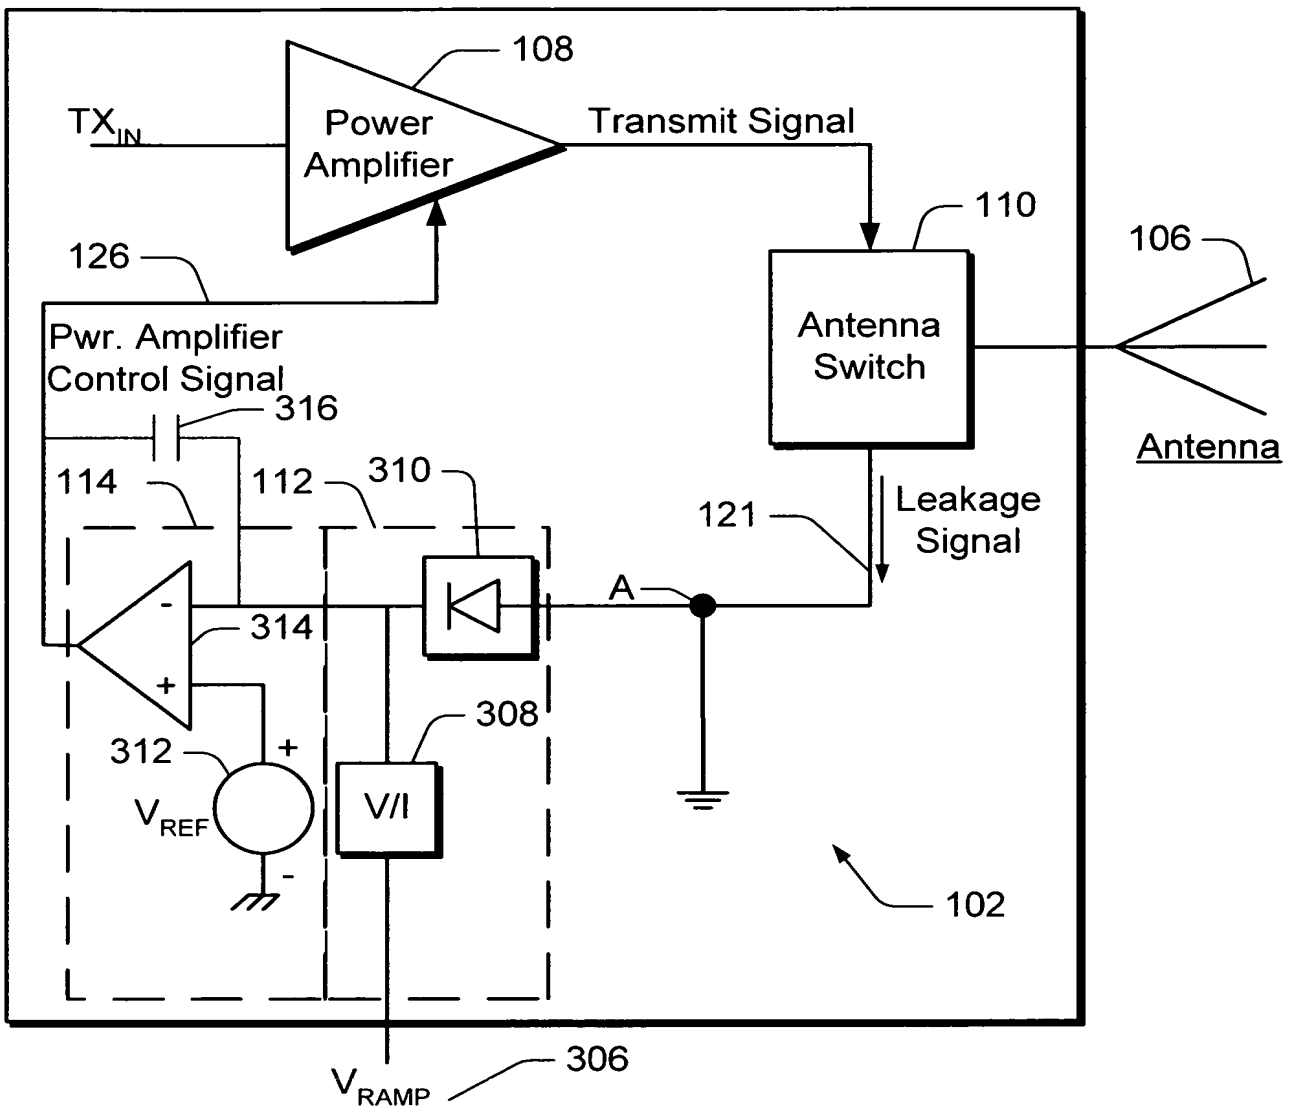 108
TX_IN
Power
Amplifier
Transmit Signal
110
106
126
Antenna
Switch
Pwr. Amplifier
Control Signal
316
Antenna
310
114
112
Leakage
Signal
121
A
-
314
+
308
312
+
V/I
V_REF
-
102
306
V_RAMP